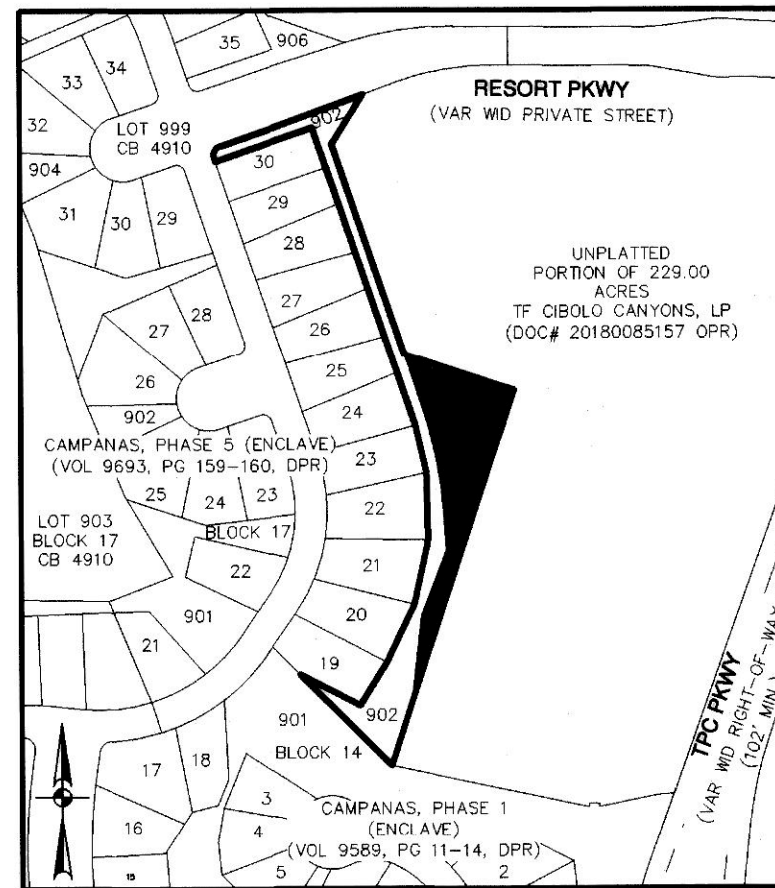 35
906
34
33
RESORT PKWY
(VAR WID PRIVATE STREET)
902
32
LOT 999
CB 4910
904
30
31
30
29
29
28
UNPLATTED
PORTION OF 229.00
ACRES
TF CIBOLO CANYONS, LP
(DOC# 20180085157 OPR)
27
28
27
26
26
25
902
24
CAMPANAS, PHASE 5 (ENCLAVE)
(VOL 9693, PG 159-160, DPR)
23
25
24
23
22
LOT 903
BLOCK 17
CB 4910
BLOCK 17
22
21
901
20
21
19
902
901
BLOCK 14
TPC PKWY
(VAR WID RIGHT-OF-WAY
(102' MIN.)
18
17
3
16
4
CAMPANAS, PHASE 1
(ENCLAVE)
(VOL 9589, PG 11-14, DPR)
15
5
2